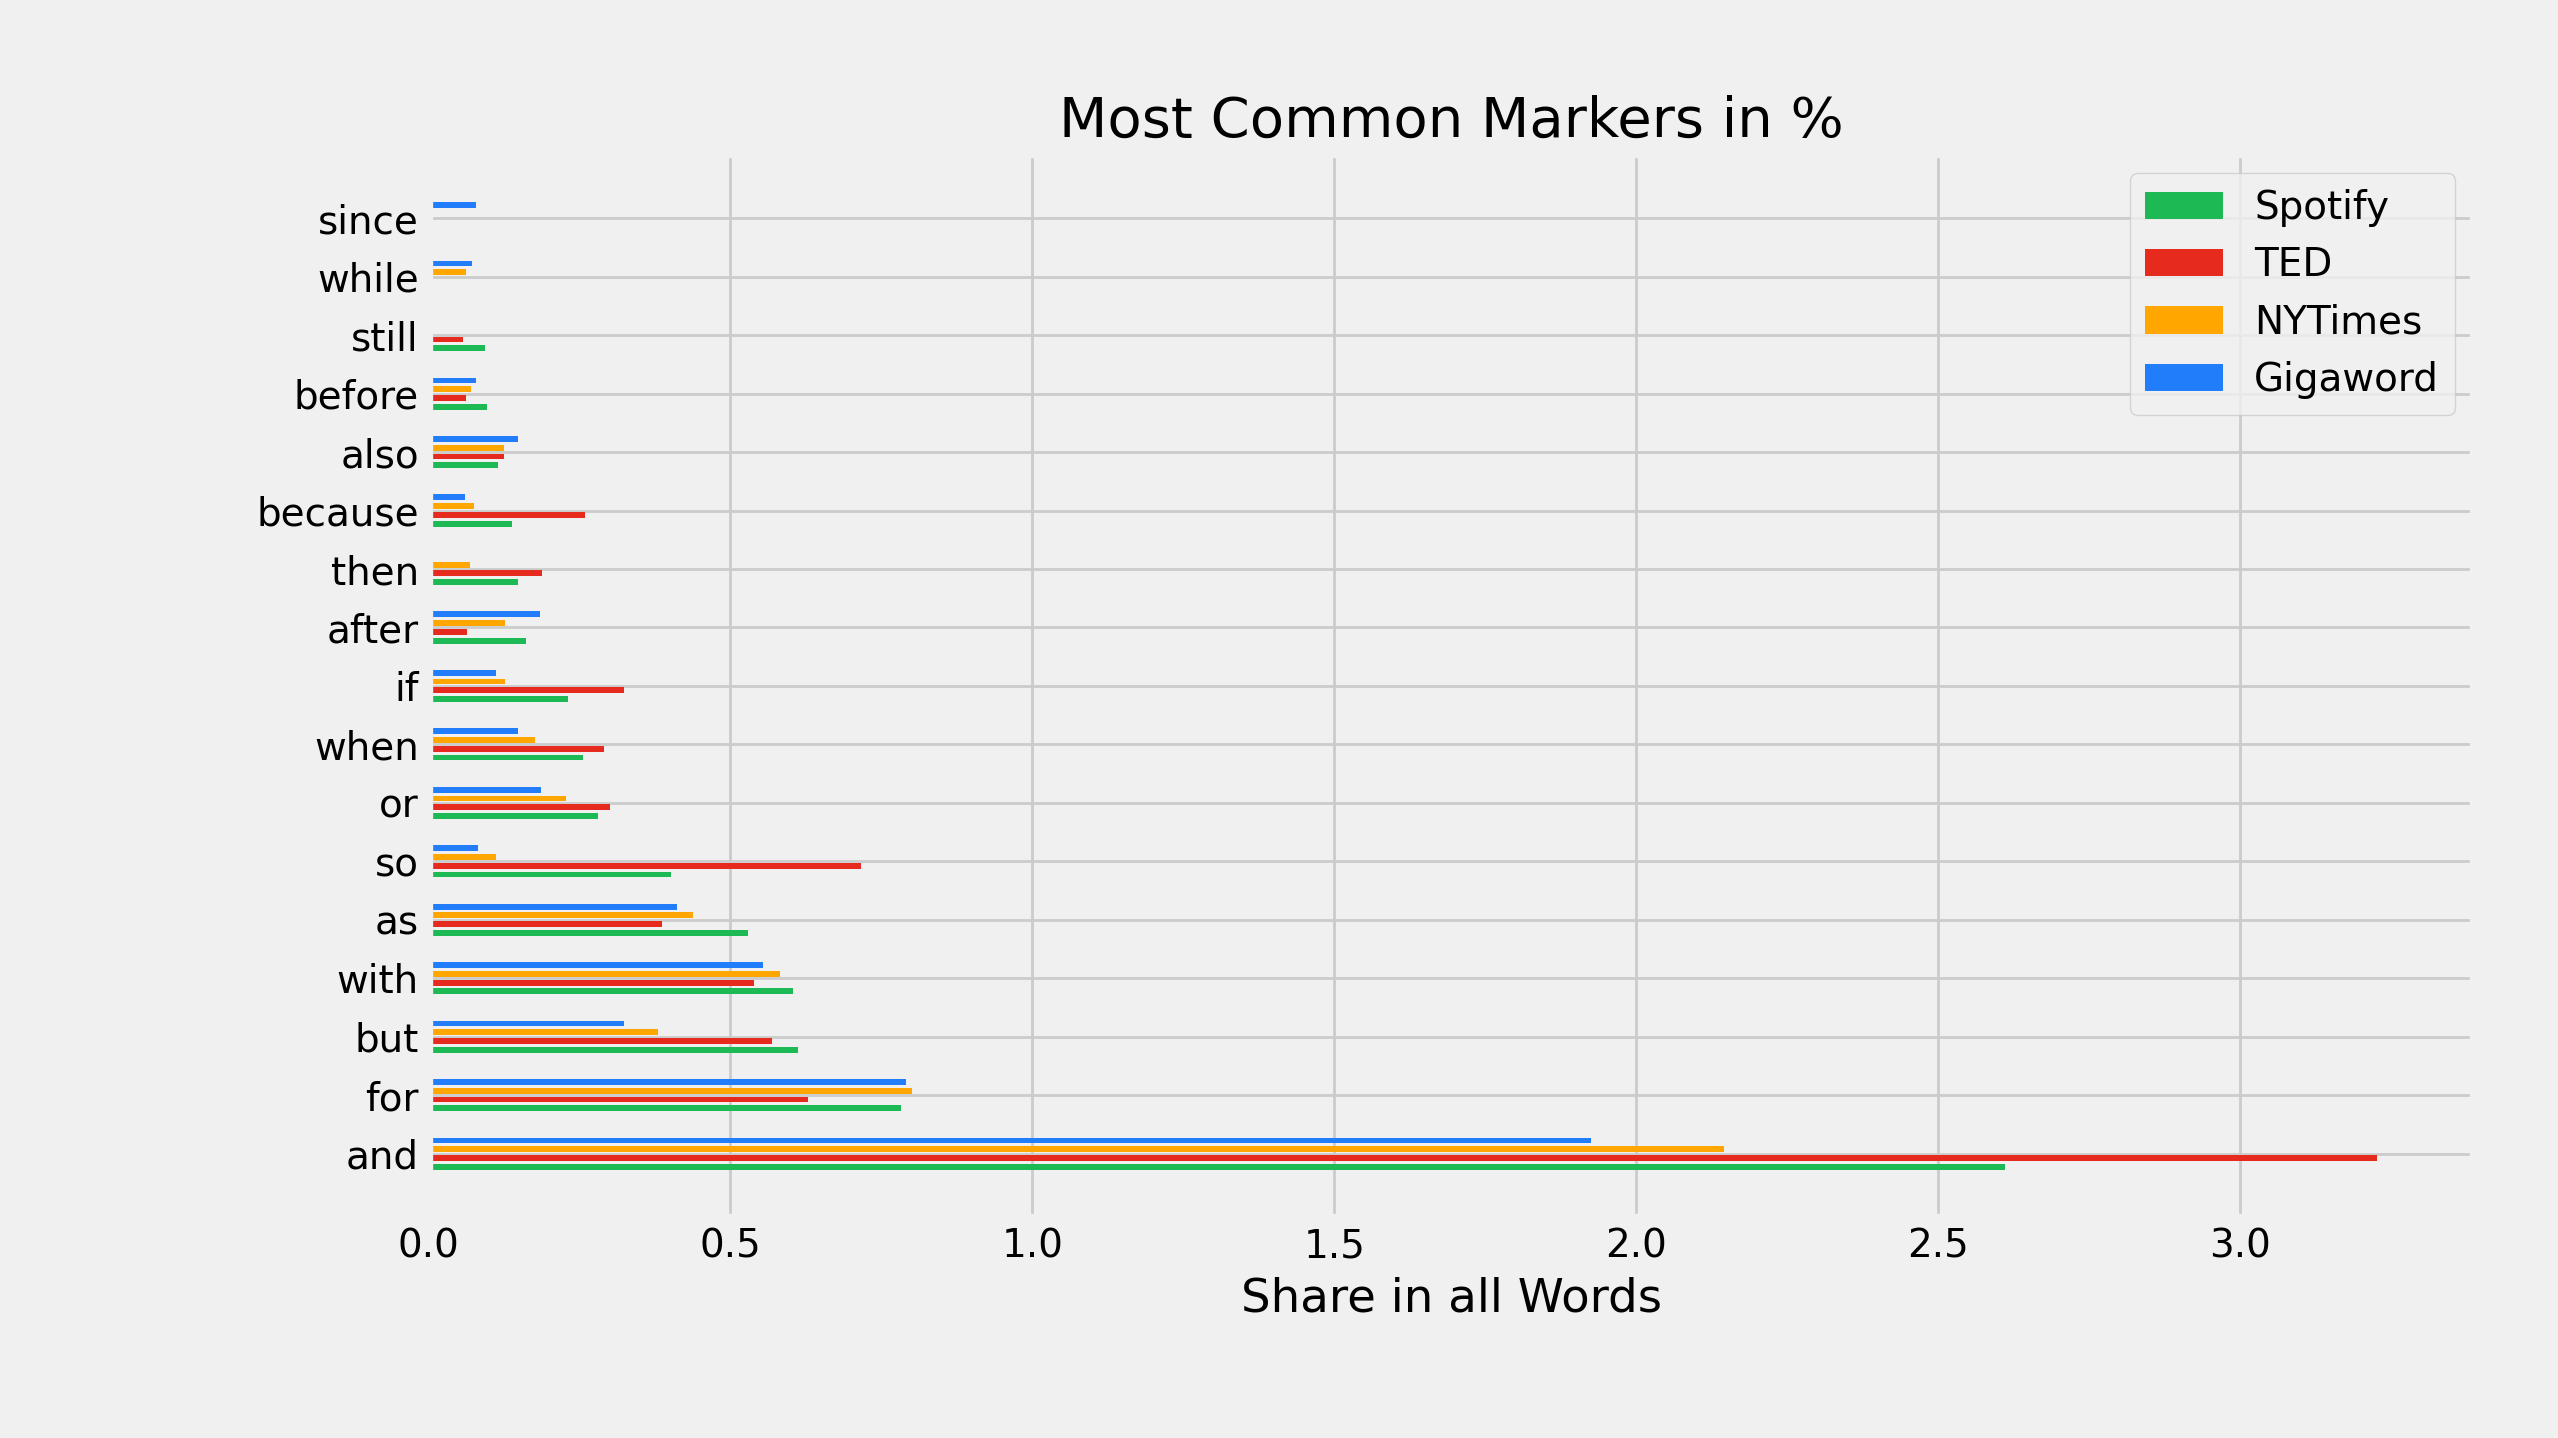 Most Common Markers in %
Spotify
TED
NYTimes
Gigaword
since
while
still
before
also
because
then
after
if
when
or
so
as
with
but
for
and
0.0 0.5 1.0 1.5 2.0 2.5 3.0
Share in all Words